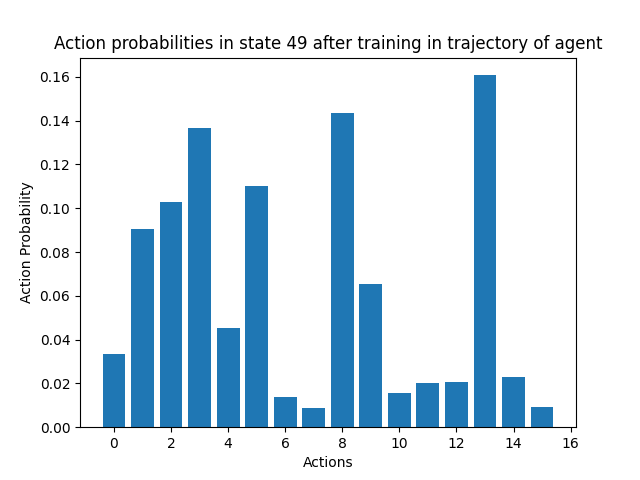 Action probabilities in state 49 after training in trajectory of agent
0.16
0.14
0.12
0.10
0.08
0.06
0.04
0.02
0.00
Action Probability
0 2 4 6 8 10 12 14 16
Actions